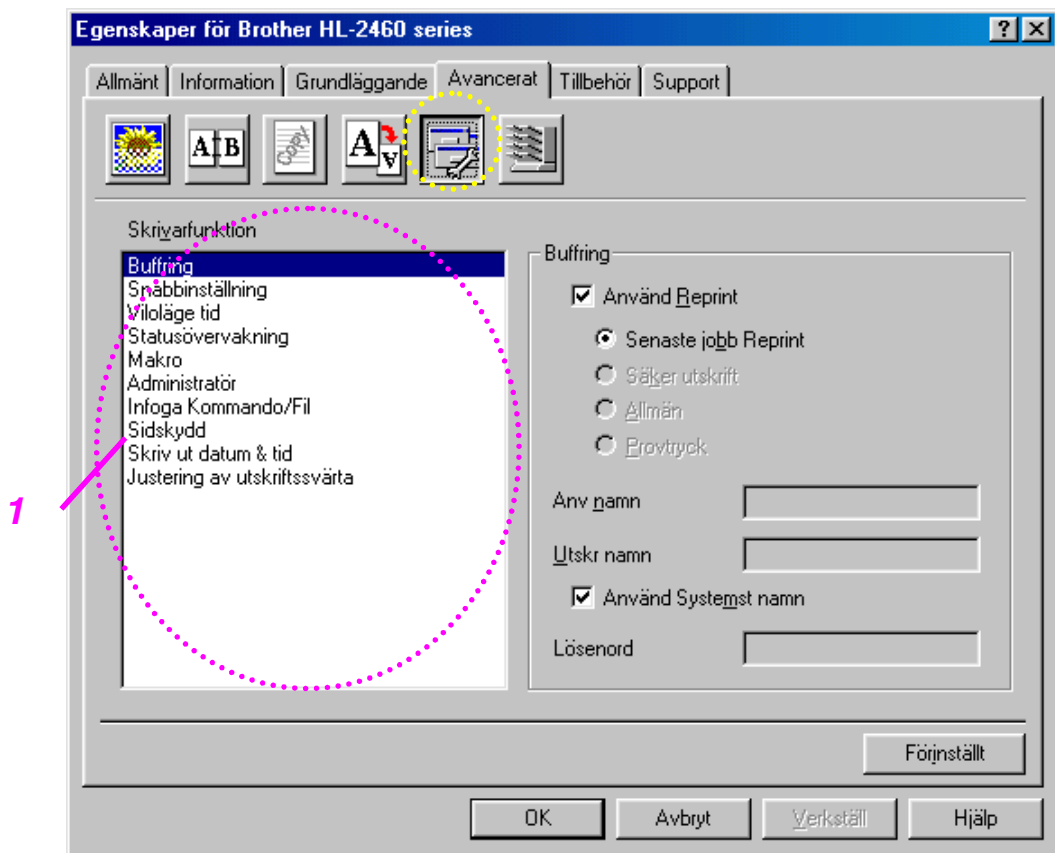 Egenskaper för Brother HL-2460 series
Allmänt Information Grundläggande Avancerat Tillbehör Support
A B
COPY
A A
Skrivarfunktion
Buffring
Snabbinställning
Viloläge tid
Statusövervakning
Makro
Administratör
Infoga Kommando/Fil
Sidskydd
Skriv ut datum & tid
Justering av utskriftssvärta
1
Buffring
Använd Reprint
Senaste jobb Reprint
Säker utskrift
Allmän
Provtryck
Anv namn
Utskr namn
Använd Systemst namn
Lösenord
Förinställt
OK Avbryt Verkställ Hjälp